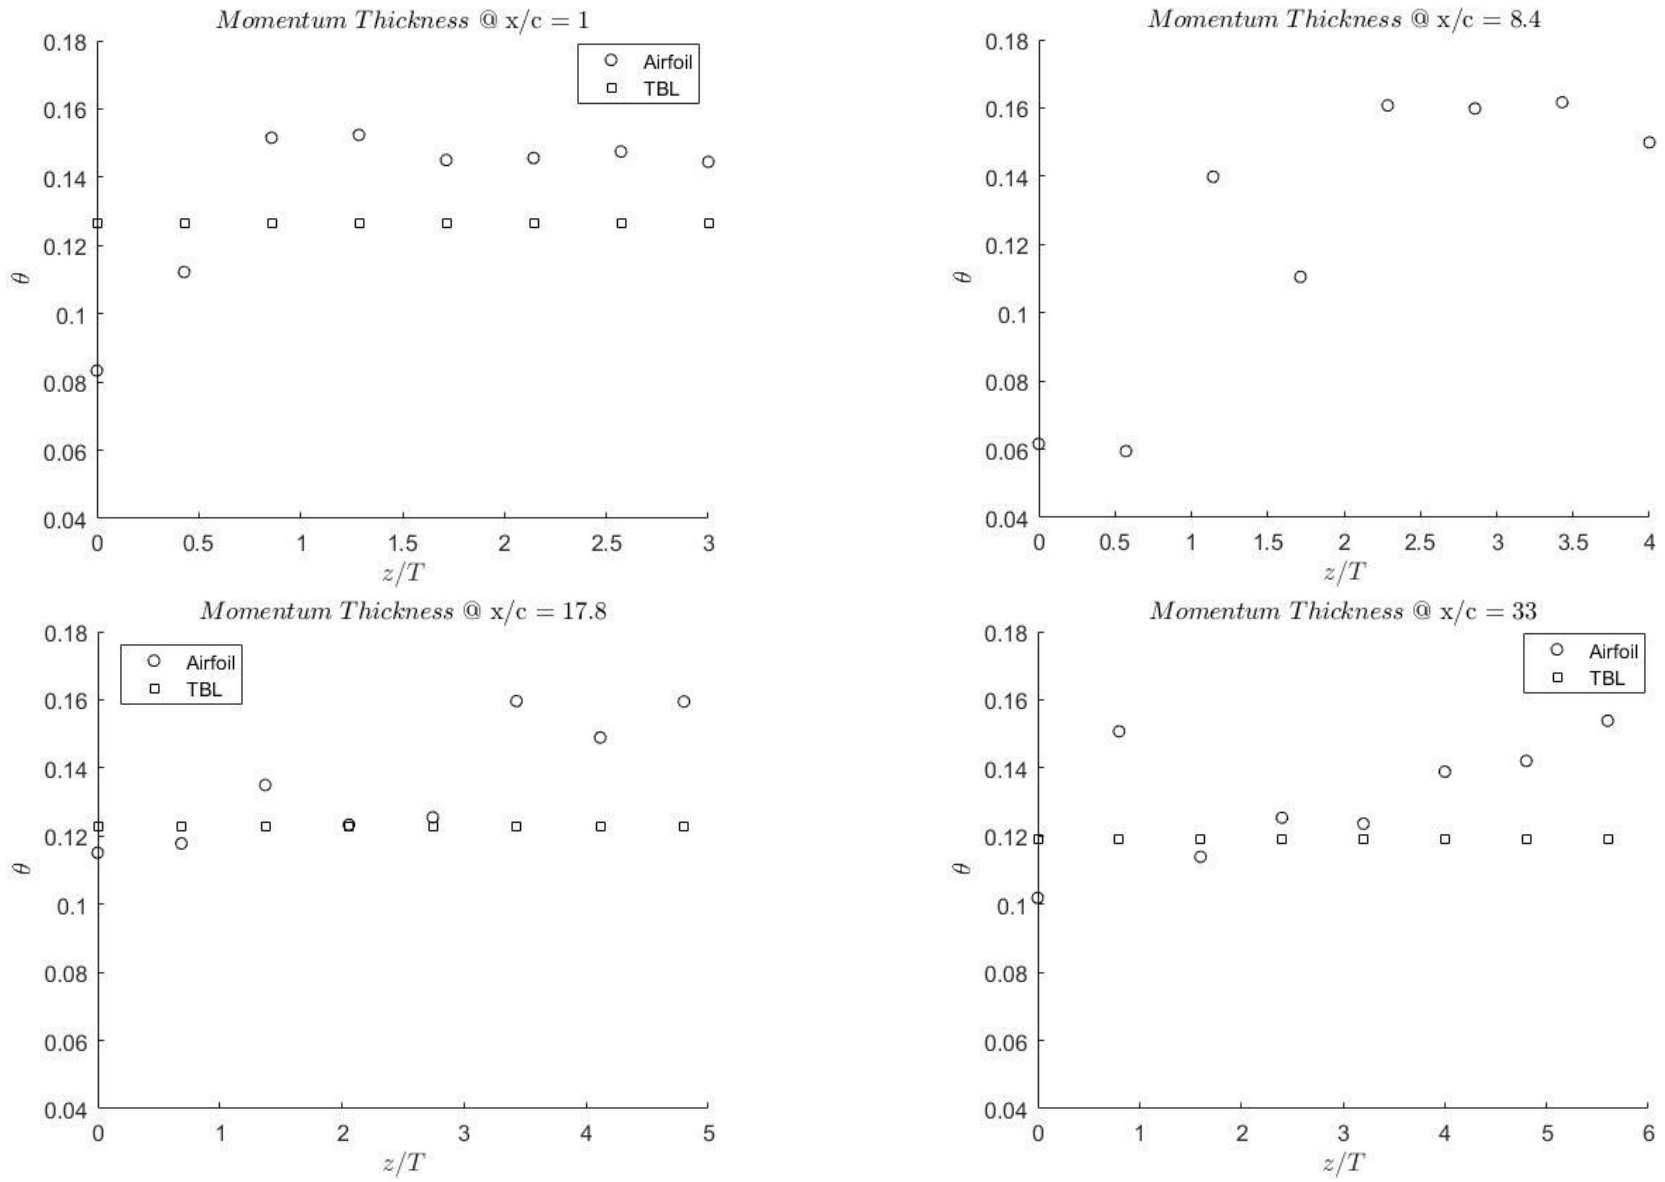 Momentum Thickness @ x/c = 1
0.18
0.16
0.14
0.12
0.1
0.08
0.06
0.04
θ
0 0.5 1 1.5 2 2.5 3
z/T
Airfoil
TBL
Momentum Thickness @ x/c = 8.4
0.18
0.16
0.14
0.12
0.1
0.08
0.06
0.04
θ
0 0.5 1 1.5 2 2.5 3 3.5 4
z/T
Momentum Thickness @ x/c = 17.8
0.18
0.16
0.14
0.12
0.1
0.08
0.06
0.04
θ
0 1 2 3 4 5
z/T
Airfoil
TBL
Momentum Thickness @ x/c = 33
0.18
0.16
0.14
0.12
0.1
0.08
0.06
0.04
θ
0 1 2 3 4 5 6
z/T
Airfoil
TBL